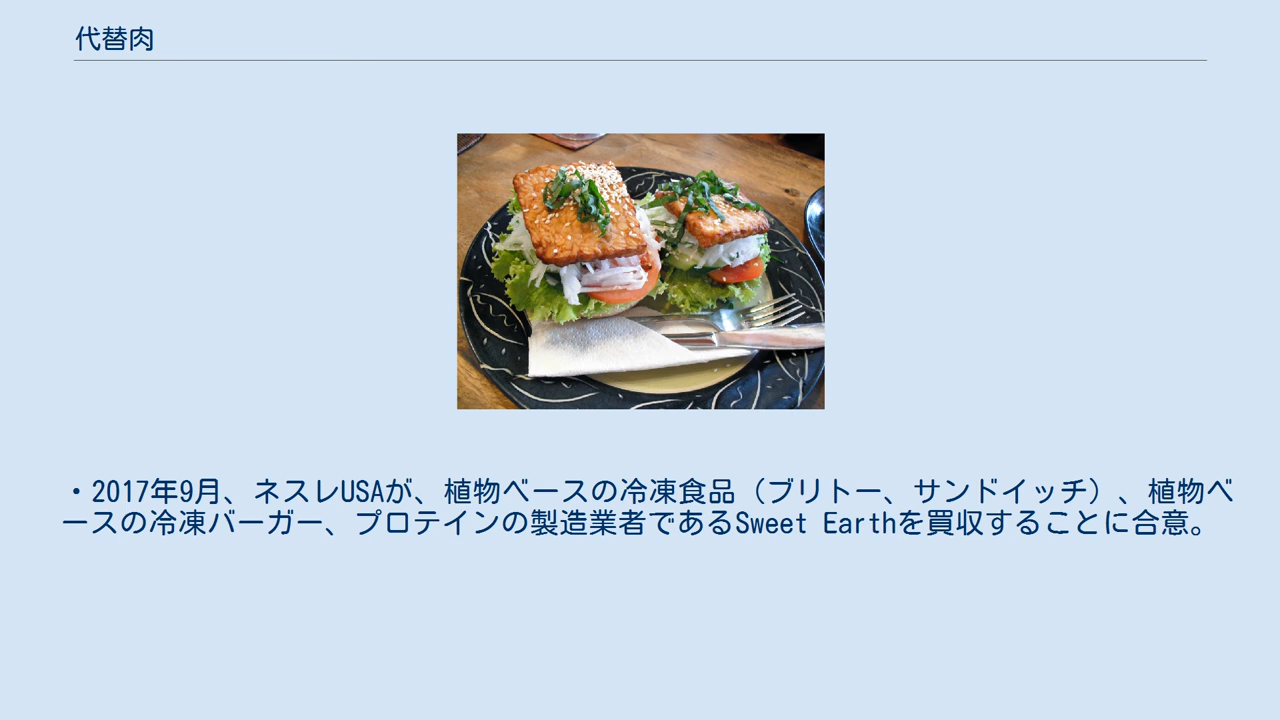 代替肉
・2017年9月、ネスレUSAが、植物ベースの冷凍食品（ブリトー、サンドイッチ）、植物ベ
ースの冷凍バーガー、プロテインの製造業者であるSweet Earthを買収することに合意。